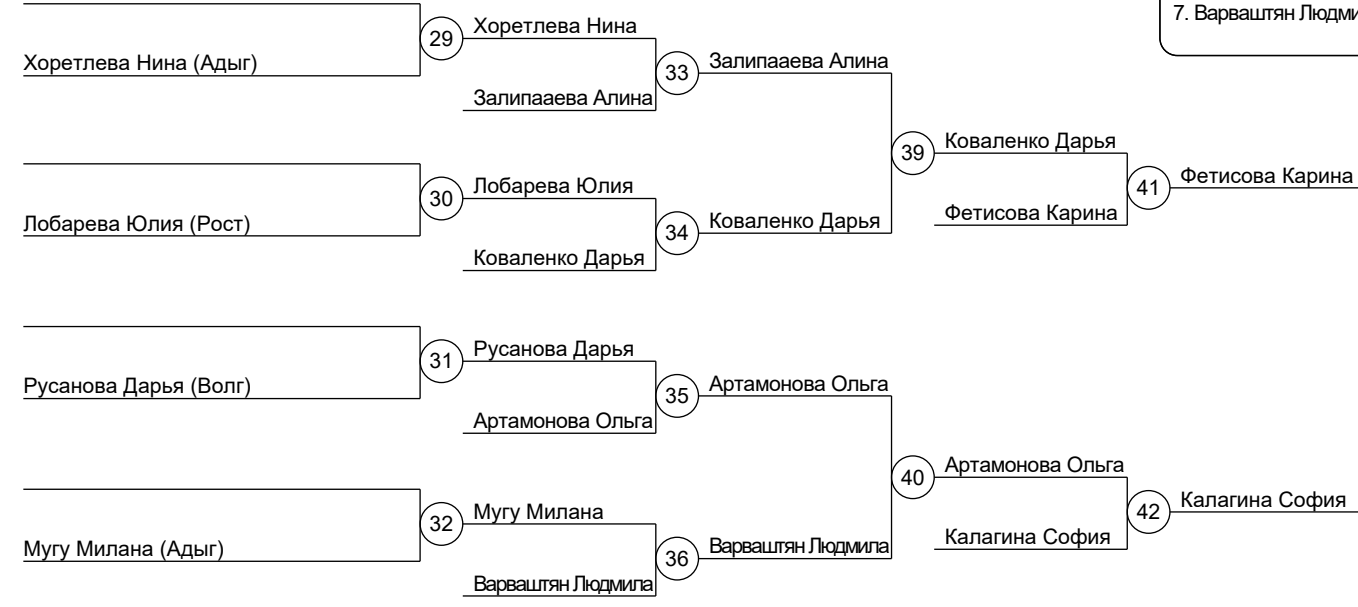 7. Варваштян Людми
29
Хоретлева Нина
Хоретлева Нина (Адыг)
33
Залипааева Алина
Залипааева Алина
39
Коваленко Дарья
30
Лобарева Юлия
41
Фетисова Карина
Лобарева Юлия (Рост)
34
Коваленко Дарья
Фетисова Карина
Коваленко Дарья
31
Русанова Дарья
Русанова Дарья (Волг)
35
Артамонова Ольга
Артамонова Ольга
40
Артамонова Ольга
32
Мугу Милана
42
Калагина София
Мугу Милана (Адыг)
36
Варваштян Людмила
Калагина София
Варваштян Людмила